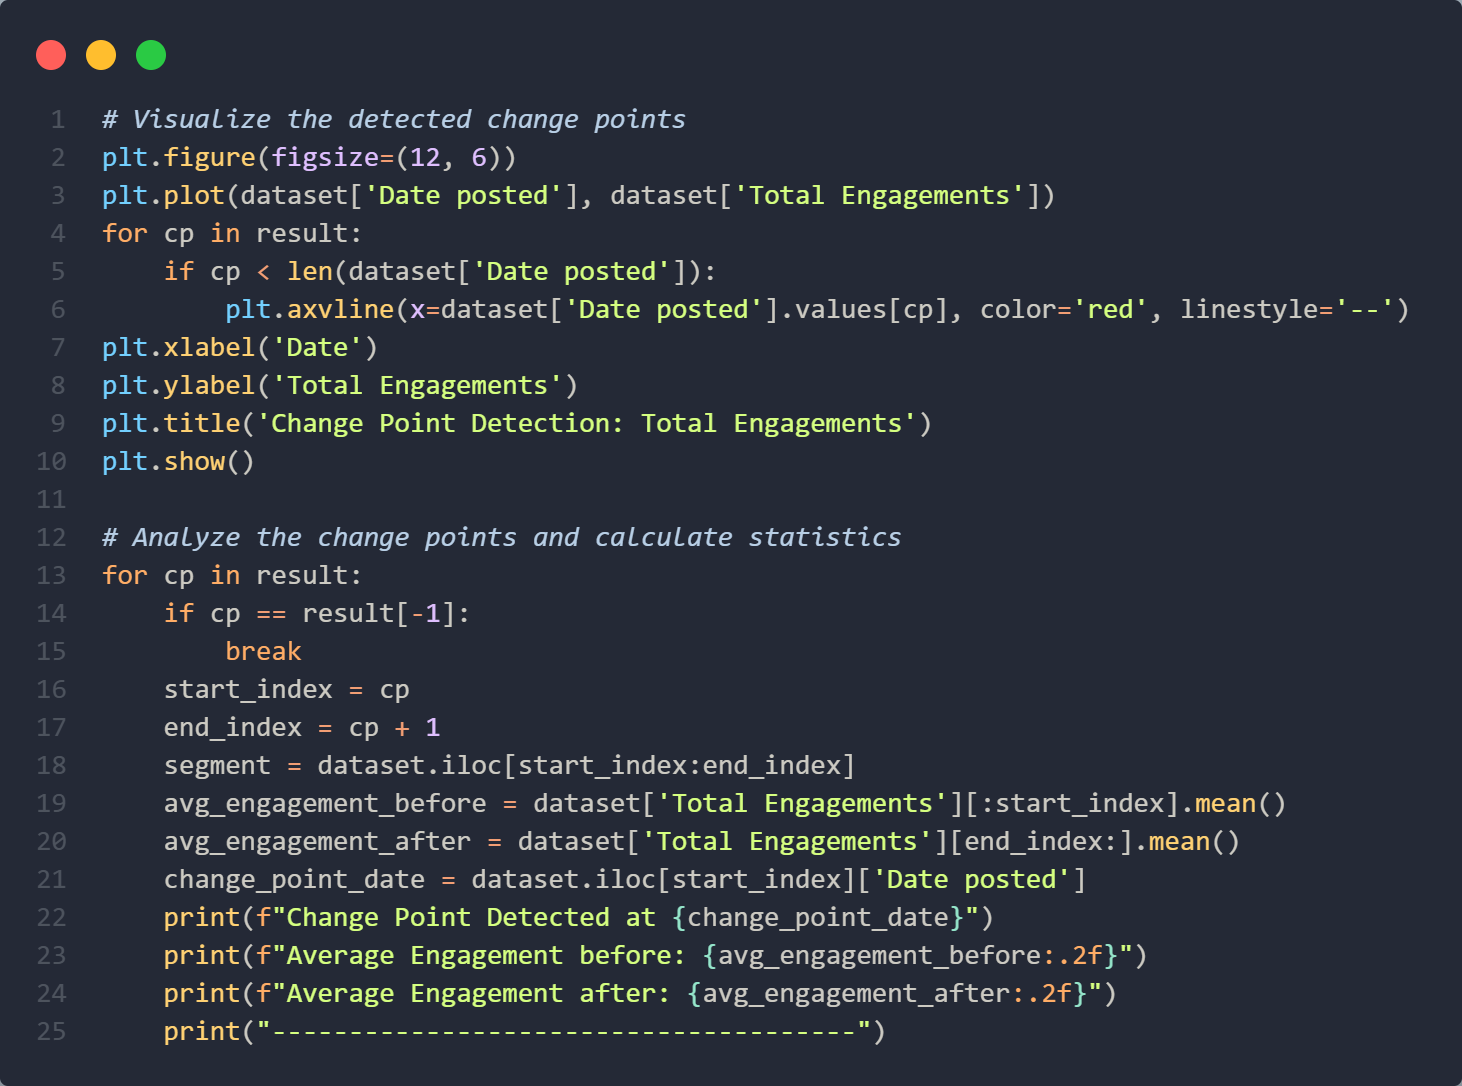 1 # Visualize the detected change points
2 plt.figure(figsize=(12, 6))
3 plt.plot(dataset['Date posted'], dataset['Total Engagements'])
4 for cp in result:
5     if cp < len(dataset['Date posted']):
6         plt.axvline(x=dataset['Date posted'].values[cp], color='red', linestyle='--')
7 plt.xlabel('Date')
8 plt.ylabel('Total Engagements')
9 plt.title('Change Point Detection: Total Engagements')
10 plt.show()
11
12 # Analyze the change points and calculate statistics
13 for cp in result:
14     if cp == result[-1]:
15         break
16     start_index = cp
17     end_index = cp + 1
18     segment = dataset.iloc[start_index:end_index]
19     avg_engagement_before = dataset['Total Engagements'][:start_index].mean()
20     avg_engagement_after = dataset['Total Engagements'][end_index:].mean()
21     change_point_date = dataset.iloc[start_index]['Date posted']
22     print(f"Change Point Detected at {change_point_date}")
23     print(f"Average Engagement before: {avg_engagement_before:.2f}")
24     print(f"Average Engagement after: {avg_engagement_after:.2f}")
25     print("--------------------------------------")